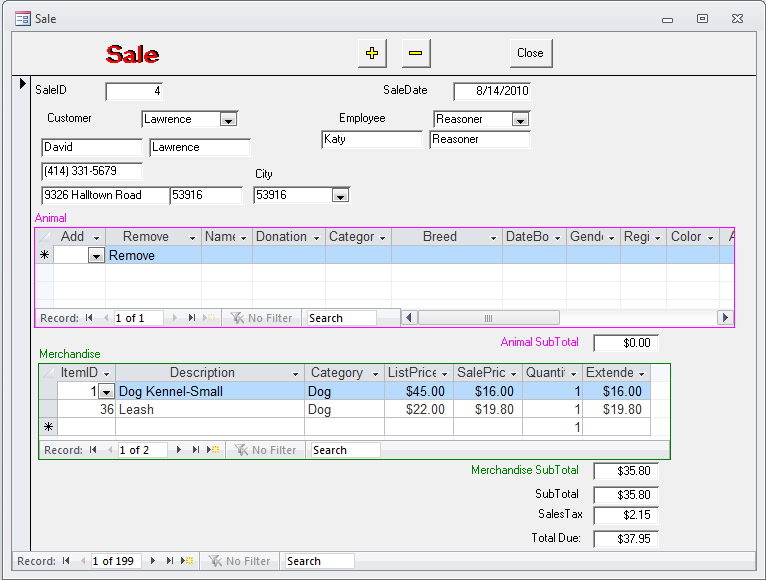 Sale
Sale Close
SaleID 4 SaleDate 8/14/2010
Customer Lawrence Employee Reasoner
David Lawrence Katy Reasoner
(414) 331-5679 City
9326 Halltown Road 53916 53916
Animal
Add Remove Name Donation Categor Breed DateBo Gende Regi Color A
Remove
Record: 1 of 1 No Filter Search
Animal SubTotal $0.00
Merchandise
ItemID Description Category ListPrice SalePric Quantit Extende
1 Dog Kennel-Small Dog $45.00 $16.00 1 $16.00
36 Leash Dog $22.00 $19.80 1 $19.80
1
Record: 1 of 2 No Filter Search
Merchandise SubTotal $35.80
SubTotal $35.80
SalesTax $2.15
Total Due: $37.95
Record: 1 of 199 No Filter Search